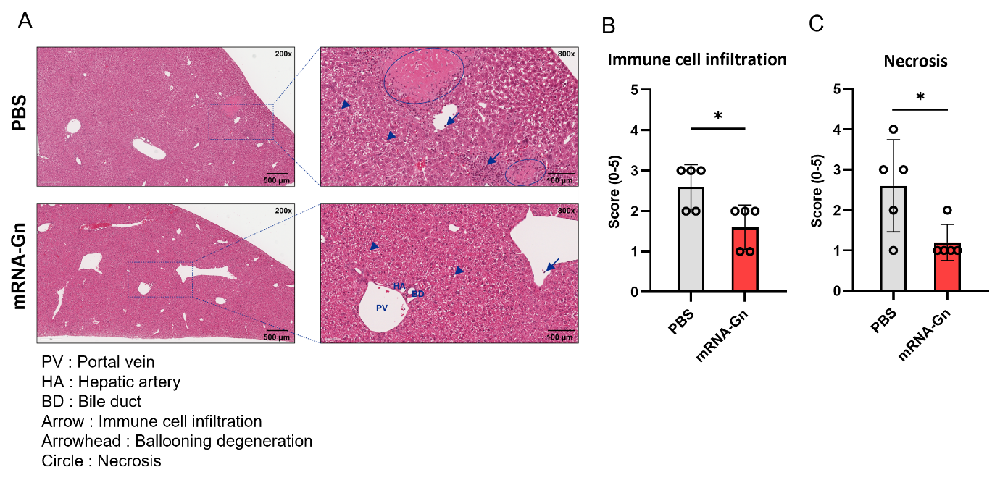 A
PBS
200x
500 µm
800x
100 µm
mRNA-Gn
200x
500 µm
800x
HA
BD
PV
100 µm
PV : Portal vein
HA : Hepatic artery
BD : Bile duct
Arrow : Immune cell infiltration
Arrowhead : Ballooning degeneration
Circle : Necrosis
B
Immune cell infiltration
Score (0-5)
5
4
3
2
1
0
*
PBS
mRNA-Gn
C
Necrosis
Score (0-5)
5
4
3
2
1
0
*
PBS
mRNA-Gn